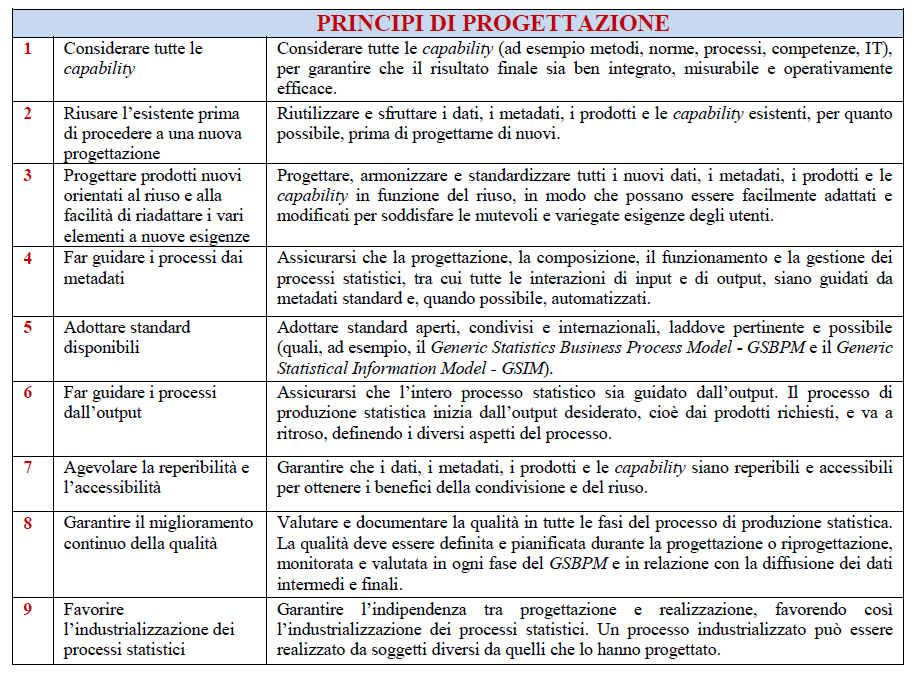 PRINCIPI DI PROGETTAZIONE
1 Considerare tutte le capability
Considerare tutte le capability (ad esempio metodi, norme, processi, competenze, IT),
per garantire che il risultato finale sia ben integrato, misurabile e operativamente
efficace.
2 Riusare l’esistente prima di procedere a una nuova progettazione
Riutilizzare e sfruttare i dati, i metadati, i prodotti e le capability esistenti, per quanto
possibile, prima di progettarne di nuovi.
3 Progettare prodotti nuovi orientati al riuso e alla facilità di riadattare i vari elementi a nuove esigenze
Progettare, armonizzare e standardizzare tutti i nuovi dati, i metadati, i prodotti e le
capability in funzione del riuso, in modo che possano essere facilmente adattati e
modificati per soddisfare le mutevoli e variegate esigenze degli utenti.
4 Far guidare i processi dai metadati
Assicurarsi che la progettazione, la composizione, il funzionamento e la gestione dei
processi statistici, tra cui tutte le interazioni di input e di output, siano guidati da
metadati standard e, quando possibile, automatizzati.
5 Adottare standard disponibili
Adottare standard aperti, condivisi e internazionali, laddove pertinente e possibile
(quali, ad esempio, il Generic Statistics Business Process Model - GSBPM e il Generic
Statistical Information Model - GSIM).
6 Far guidare i processi dall’output
Assicurarsi che l’intero processo statistico sia guidato dall’output. Il processo di
produzione statistica inizia dall’output desiderato, cioè dai prodotti richiesti, e va a
ritroso, definendo i diversi aspetti del processo.
7 Agevolare la reperibilità e l’accessibilità
Garantire che i dati, i metadati, i prodotti e le capability siano reperibili e accessibili
per ottenere i benefici della condivisione e del riuso.
8 Garantire il miglioramento continuo della qualità
Valutare e documentare la qualità in tutte le fasi del processo di produzione statistica.
La qualità deve essere definita e pianificata durante la progettazione o riprogettazione,
monitorata e valutata in ogni fase del GSBPM e in relazione con la diffusione dei dati
intermedi e finali.
9 Favorire l’industrializzazione dei processi statistici
Garantire l’indipendenza tra progettazione e realizzazione, favorendo così
l’industrializzazione dei processi statistici. Un processo industrializzato può essere
realizzato da soggetti diversi da quelli che lo hanno progettato.